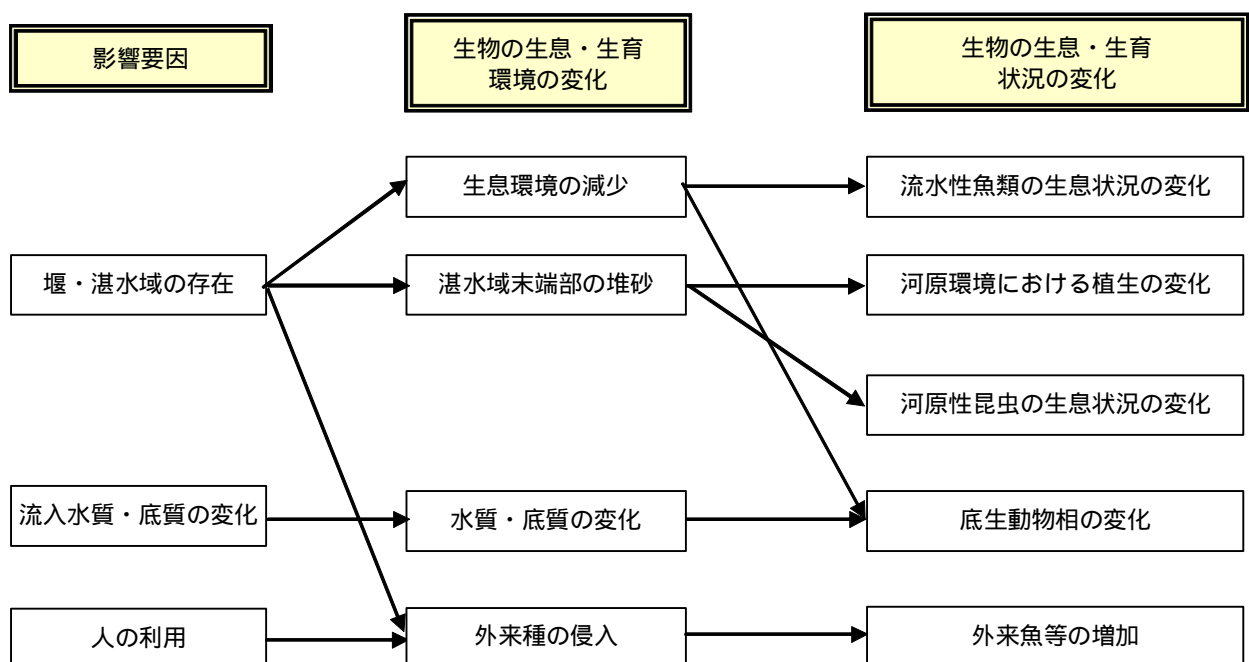 影響要因
生物の生息・生育
環境の変化
生物の生息・生育
状況の変化
生息環境の減少
流水性魚類の生息状況の変化
堰・湛水域の存在
湛水域末端部の堆砂
河原環境における植生の変化
河原性昆虫の生息状況の変化
流入水質・底質の変化
水質・底質の変化
底生動物相の変化
人の利用
外来種の侵入
外来魚等の増加